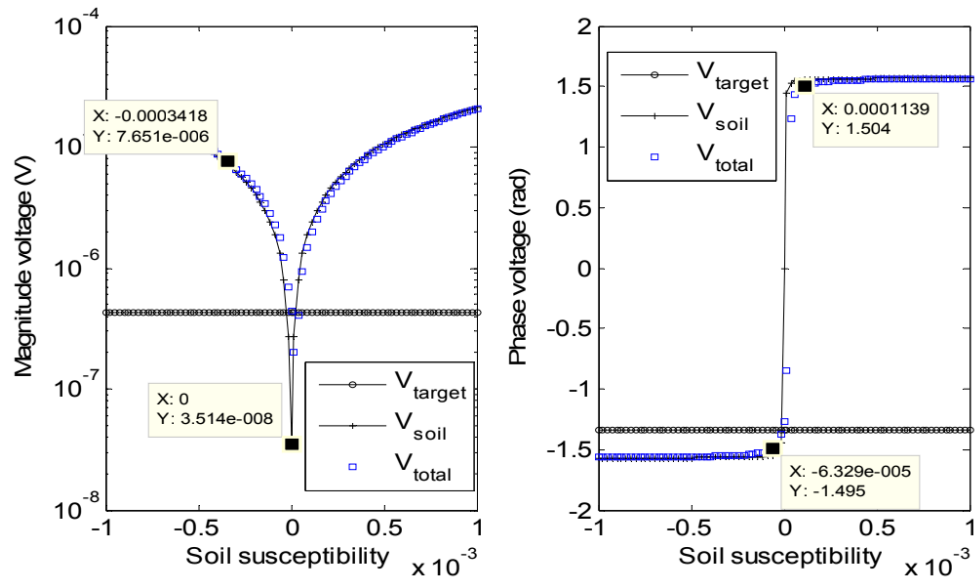 Magnitude voltage (V)
10^-4
10^-
10^-6
10^-7
10^-8
X: -0.0003418
Y: 7.651e-006
X: 0
Y: 3.514e-008
V_target
V_soil
V_total
-1 -0.5 0 0.5 1
Soil susceptibility x 10^-3
Phase voltage (rad)
2
1.5
1
0.5
0
-0.5
-1
-1.5
-2
V_target
V_soil
V_total
X: 0.0001139
Y: 1.504
X: -6.329e-005
Y: -1.495
-1 -0.5 0 0.5 1
Soil susceptibility x 10^-3